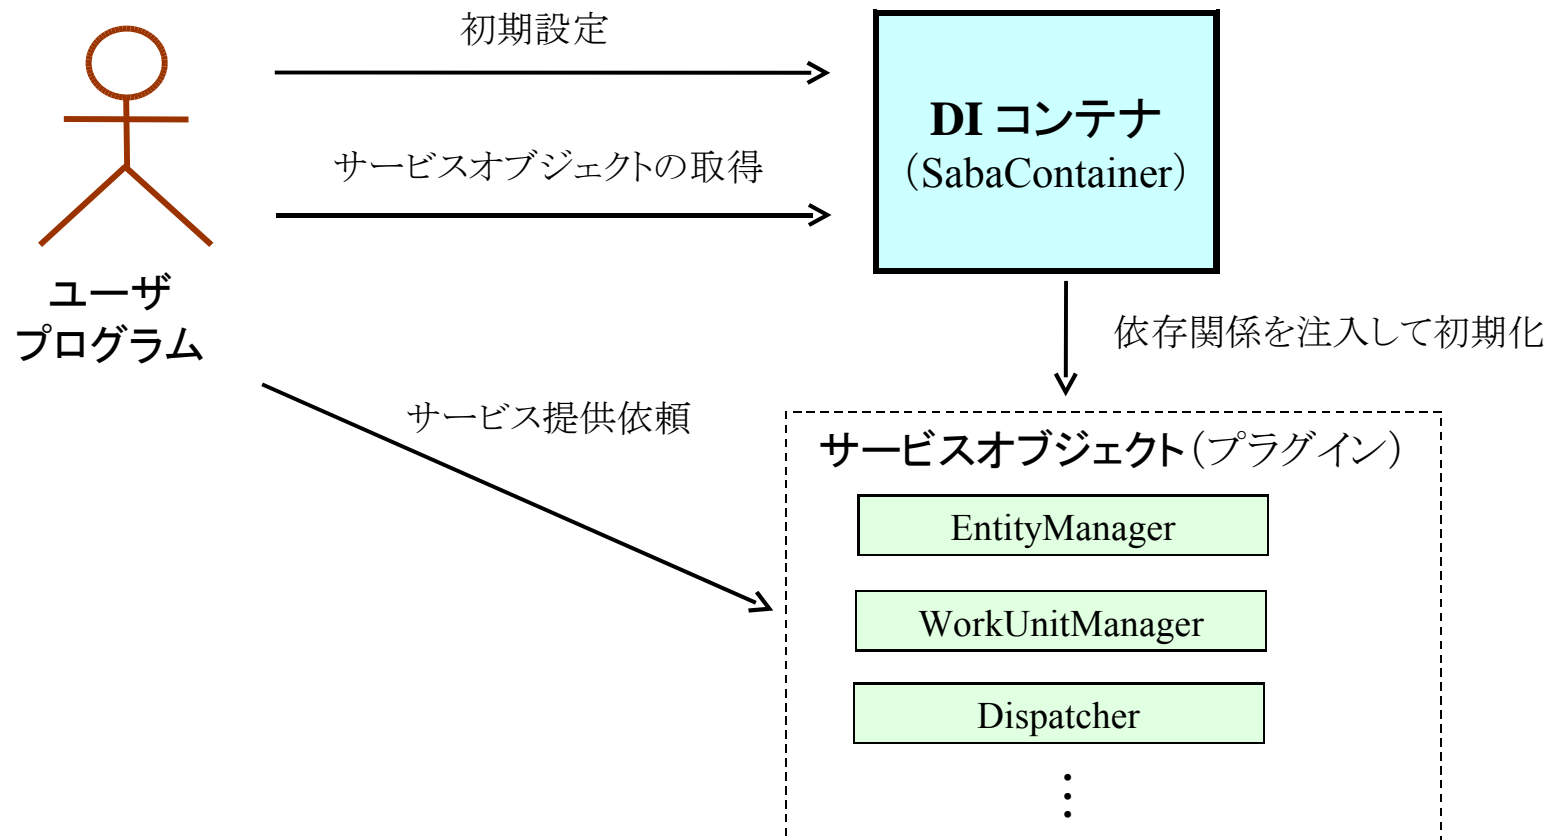 初期設定
DI コンテナ
（SabaContainer）
サービスオブジェクトの取得
ユーザ
プログラム
依存関係を注入して初期化
サービス提供依頼
サービスオブジェクト（プラグイン）
EntityManager
WorkUnitManager
Dispatcher
⋮